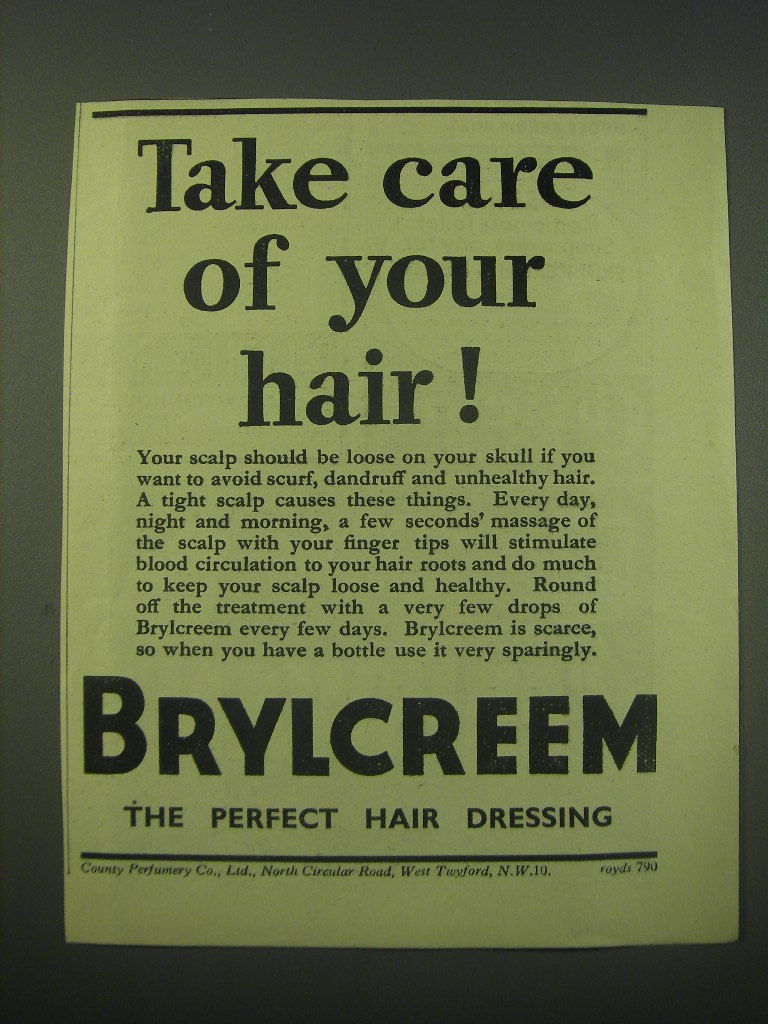 Take care
of your
hair!
Your scalp should be loose on your skull if you
want to avoid scurf, dandruff and unhealthy hair.
A tight scalp causes these things. Every day,
night and morning, a few seconds' massage of
the scalp with your finger tips will stimulate
blood circulation to your hair roots and do much
to keep your scalp loose and healthy. Round
off the treatment with a very few drops of
Brylcreem every few days. Brylcreem is scarce,
so when you have a bottle use it very sparingly.
BRYLCREEM
THE PERFECT HAIR DRESSING
County Perfumery Co., Ltd., North Circular Road, West Twyford, N.W.10. royds 790